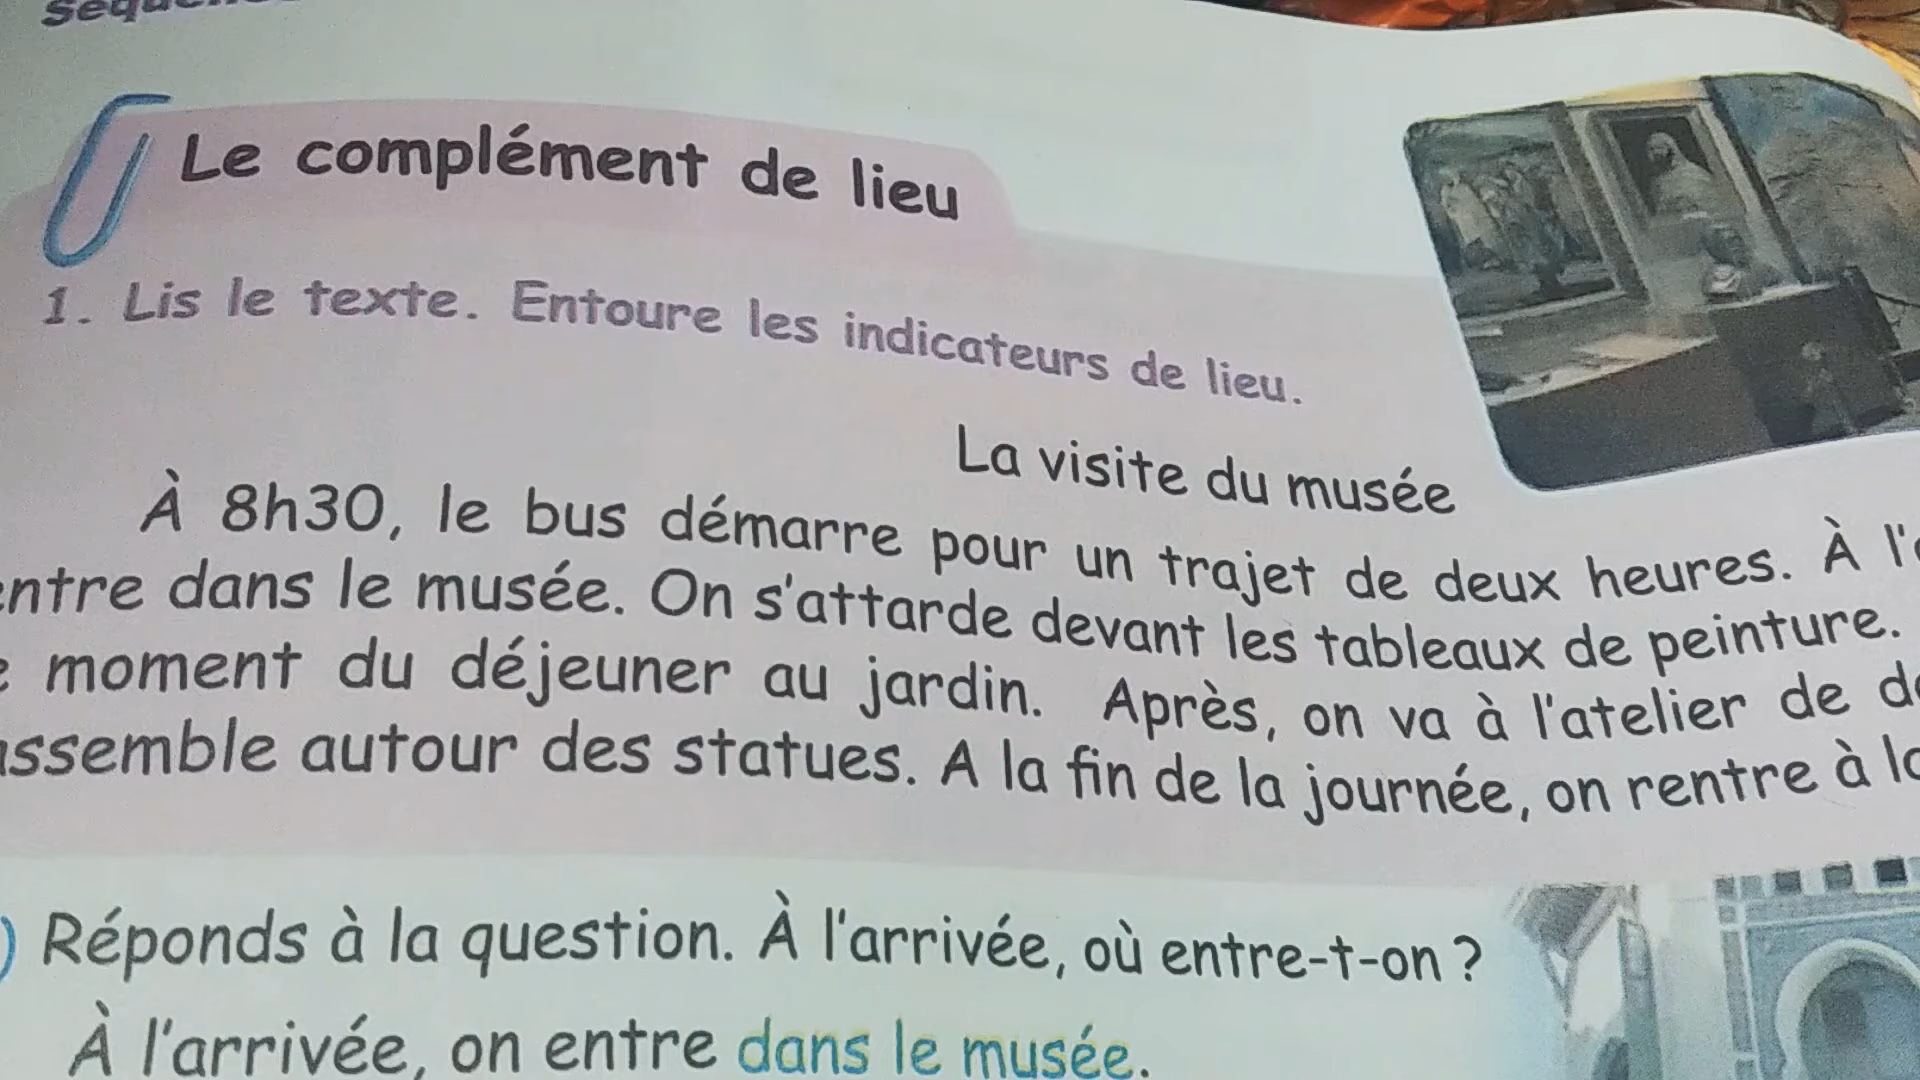 Le complément de lieu
1. Lis le texte. Entoure les indicateurs de lieu.
La visite du musée
À 8h30, le bus démarre pour un trajet de deux heures. À
entre dans le musée. On s'attarde devant les tableaux de peinture.
moment du déjeuner au jardin. Après, on va à l'atelier de
autour des statues. A la fin de la journée, on rentre à
Réponds à la question. À l'arrivée, où entre-t-on ?
À l'arrivée, on entre dans le musée.